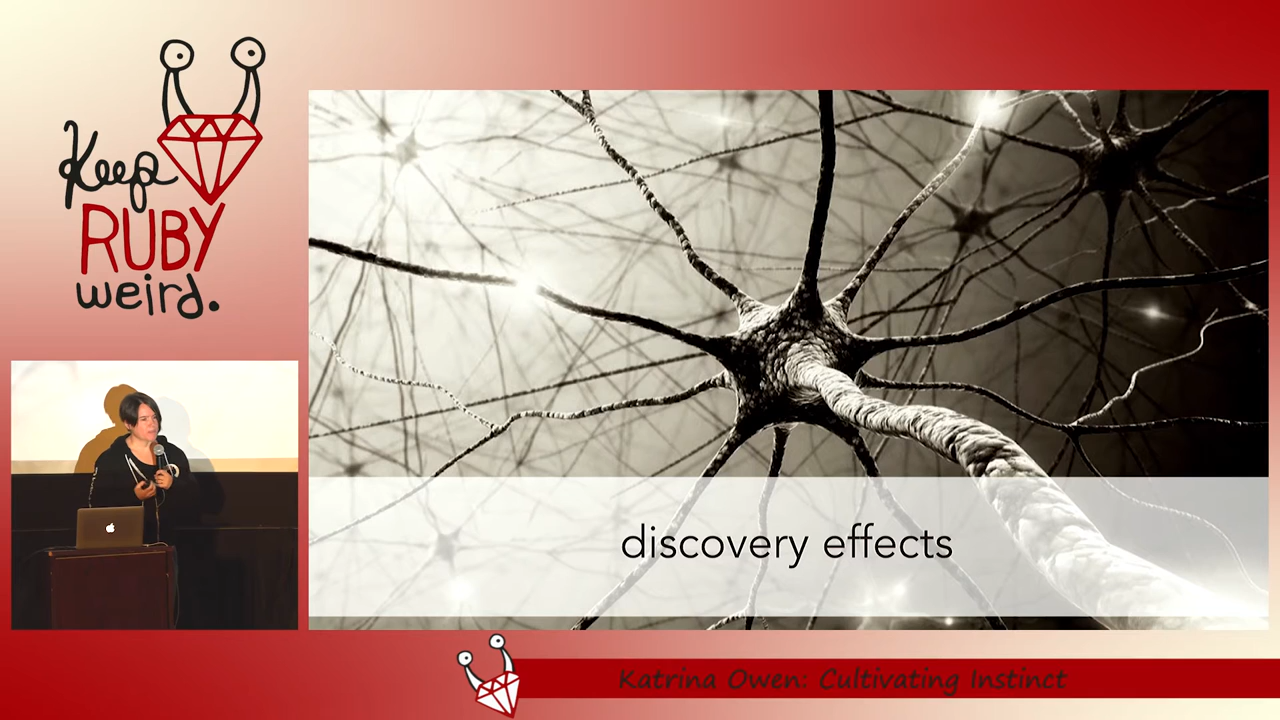 Keep
RUBY
weird.
discovery effects
Katrina Owen: Cultivating Instinct